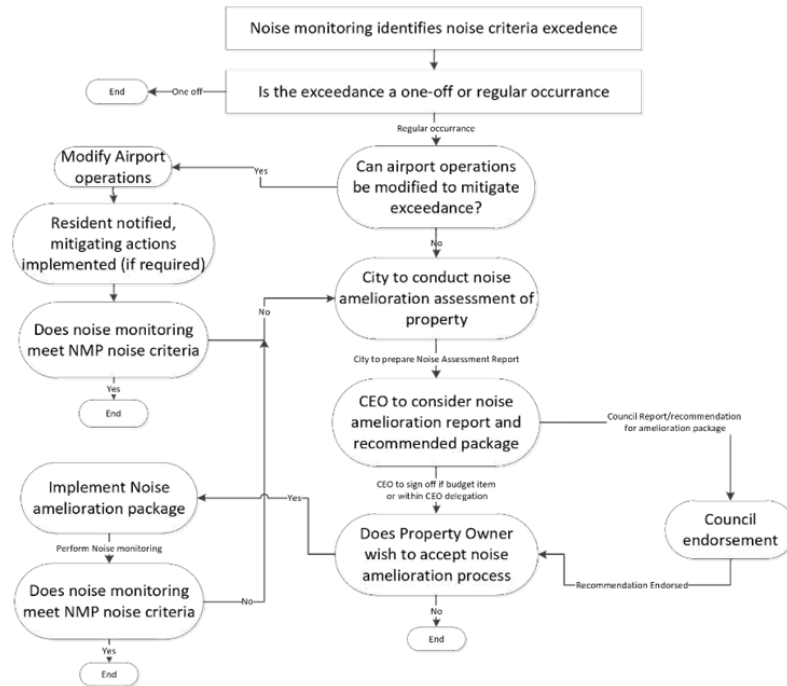 Noise monitoring identifies noise criteria excedence
End
One off
Is the exceedance a one-off or regular occurrance
Regular occurrance
Modify Airport
operations
Yes
Can airport operations
be modified to mitigate
exceedance?
Resident notified,
mitigating actions
implemented (if required)
No
City to conduct noise
amelioration assessment of
property
No
Does noise monitoring
meet NMP noise criteria
Yes
End
City to prepare Noise Assessment Report
CEO to consider noise
amelioration report and
recommended package
Council Report/recommendation
for amelioration package
CEO to sign off if budget item
or within CEO delegation
Implement Noise
amelioration package
Yes
Does Property Owner
wish to accept noise
amelioration process
Council
endorsement
Recommendation Endorsed
Perform Noise monitoring
Does noise monitoring
meet NMP noise criteria
No
No
End
Yes
End